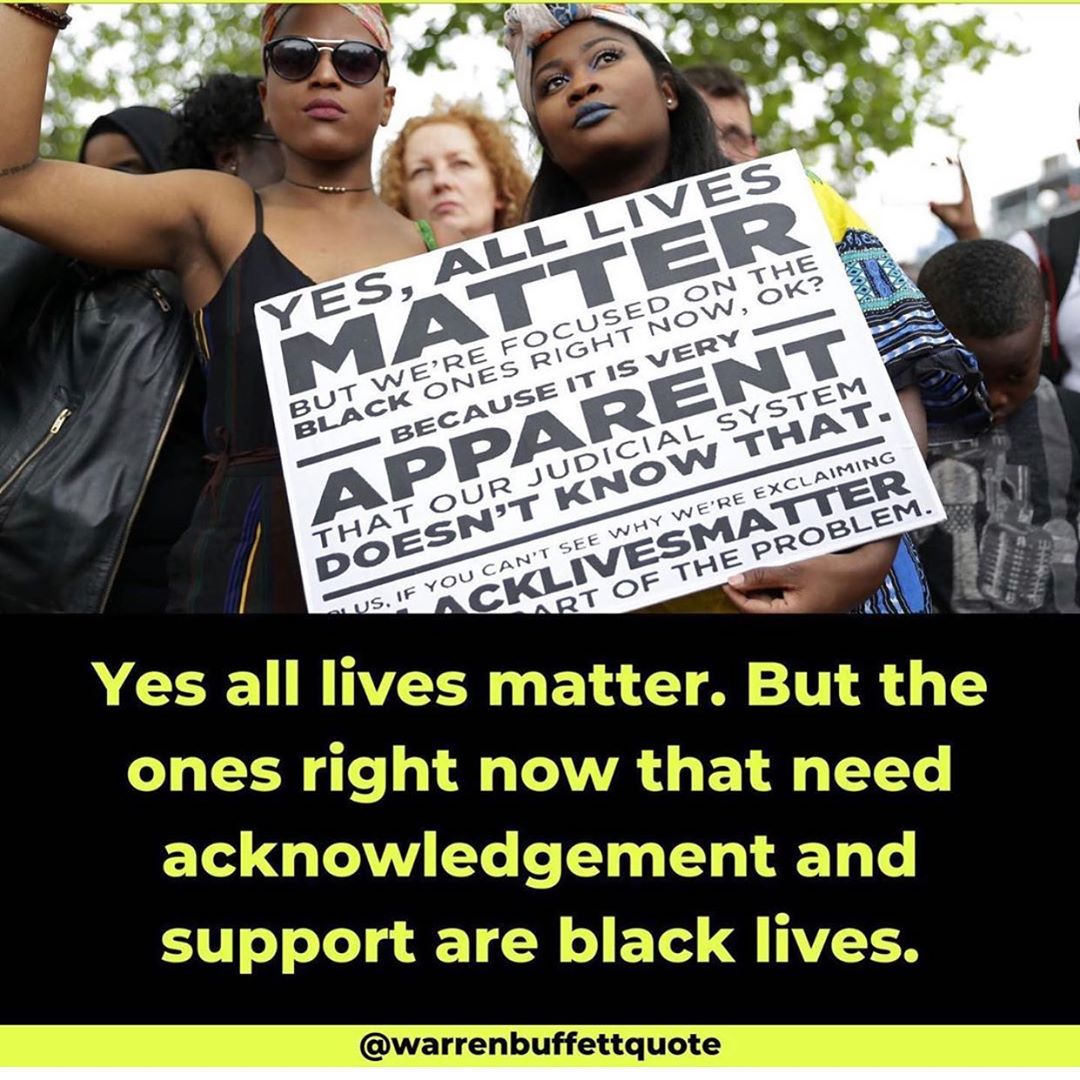 YES, ALL LIVES
MATTER
BUT WE'RE FOCUSED ON THE
BLACK ONES RIGHT NOW, OK?
BECAUSE IT IS VERY
APPARENT
THAT OUR JUDICIAL SYSTEM
DOESN'T KNOW THAT.
IF YOU CAN'T SEE WHY WE'RE EXCLAIMING
OF THE PROBLEM.
Yes all lives matter. But the
ones right now that need
acknowledgement and
support are black lives.
@warrenbuffettquote